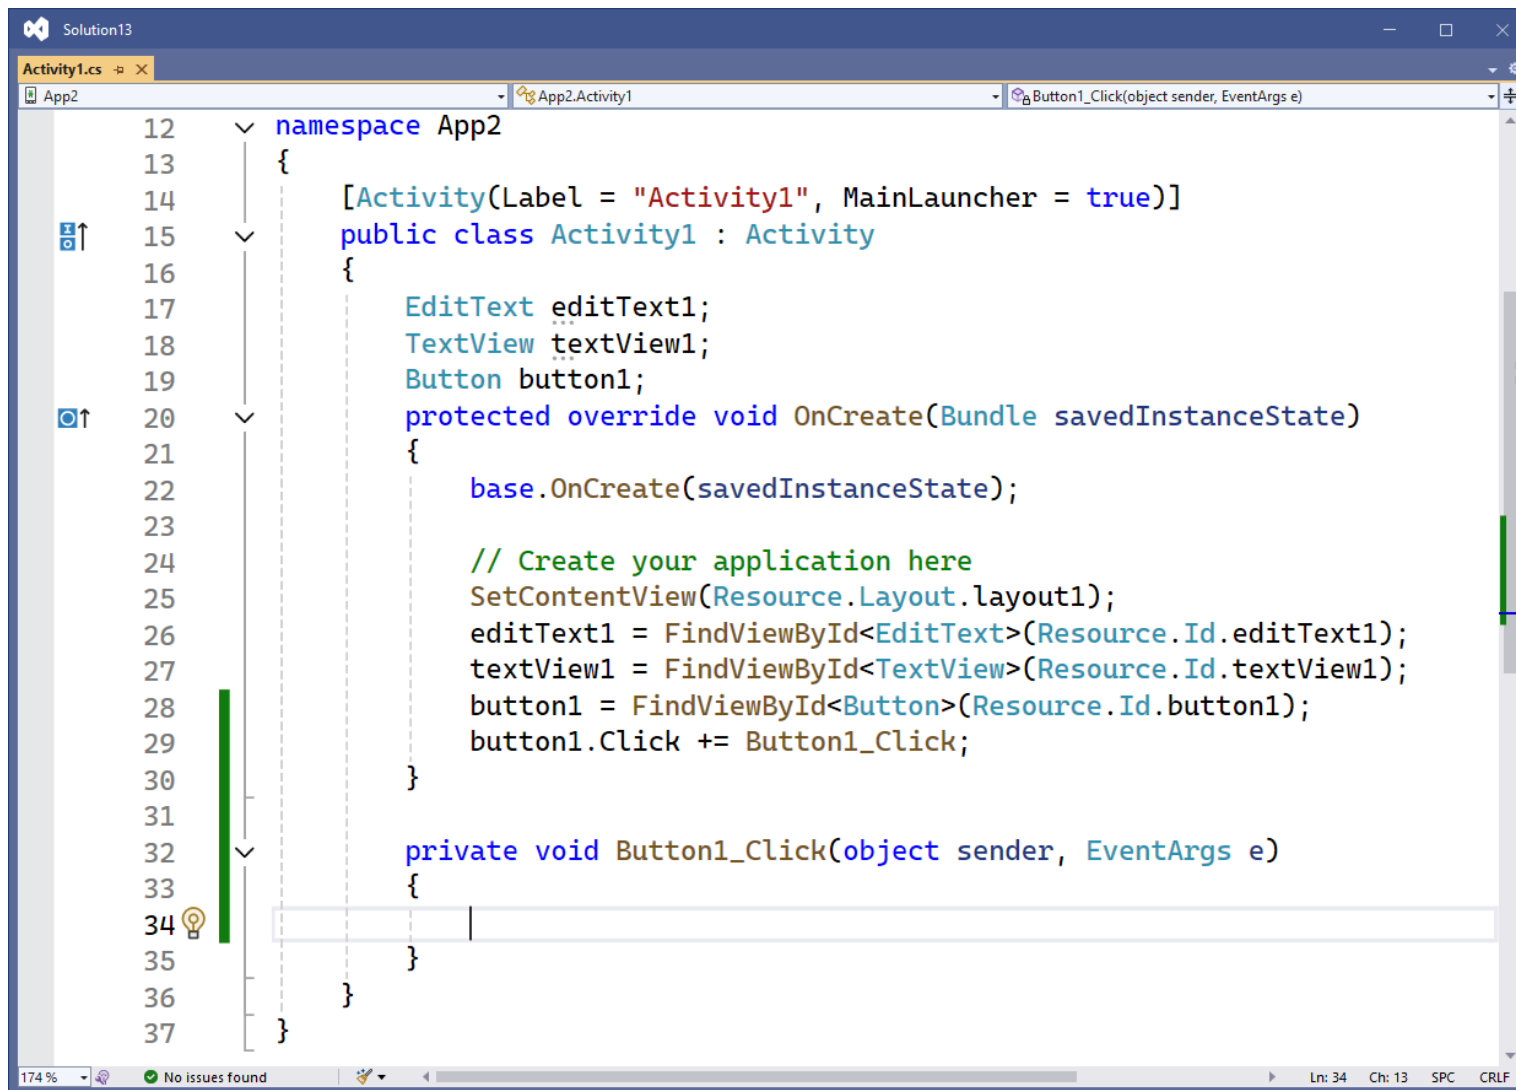 Solution13
Activity1.cs
App2 App2.Activity1 Button1_Click(object sender, EventArgs e)
12 namespace App2
13 {
14 [Activity(Label = "Activity1", MainLauncher = true)]
15 public class Activity1 : Activity
16 {
17 EditText editText1;
18 TextView textView1;
19 Button button1;
20 protected override void OnCreate(Bundle savedInstanceState)
21 {
22 base.OnCreate(savedInstanceState);
23
24 // Create your application here
25 SetContentView(Resource.Layout.layout1);
26 editText1 = FindViewById<EditText>(Resource.Id.editText1);
27 textView1 = FindViewById<TextView>(Resource.Id.textView1);
28 button1 = FindViewById<Button>(Resource.Id.button1);
29 button1.Click += Button1_Click;
30 }
31
32 private void Button1_Click(object sender, EventArgs e)
33 {
34
35 }
36 }
37 }
174 % No issues found Ln: 34 Ch: 13 SPC CRLF